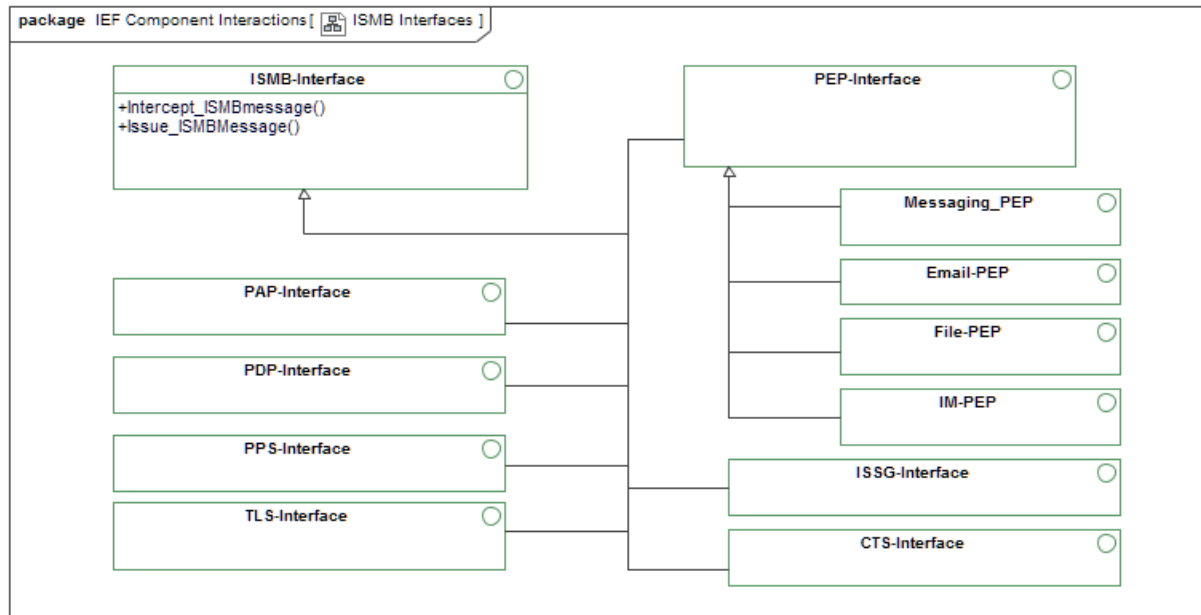 package IEF Component Interactions[ ISMB Interfaces ]
ISMB-Interface
+Intercept_ISMBmessage()
+Issue_ISMBMessage()
PEP-Interface
Messaging_PEP
Email-PEP
File-PEP
IM-PEP
PAP-Interface
PDP-Interface
PPS-Interface
TLS-Interface
ISSG-Interface
CTS-Interface